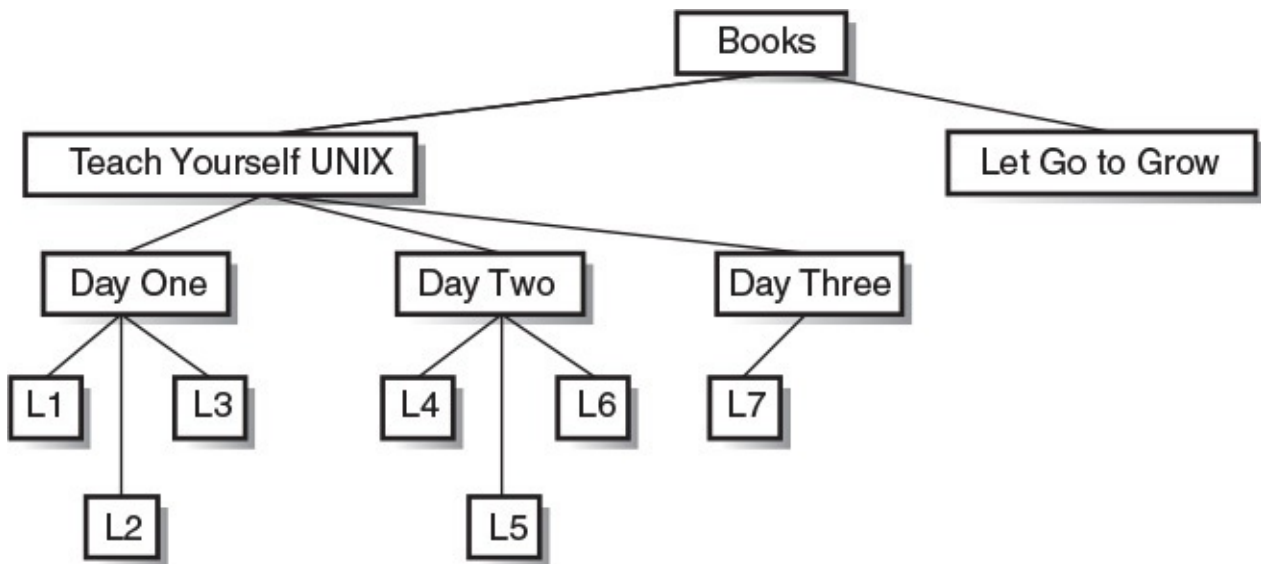 Books
Teach Yourself UNIX
Let Go to Grow
Day One
Day Two
Day Three
L1
L3
L4
L6
L7
L2
L5